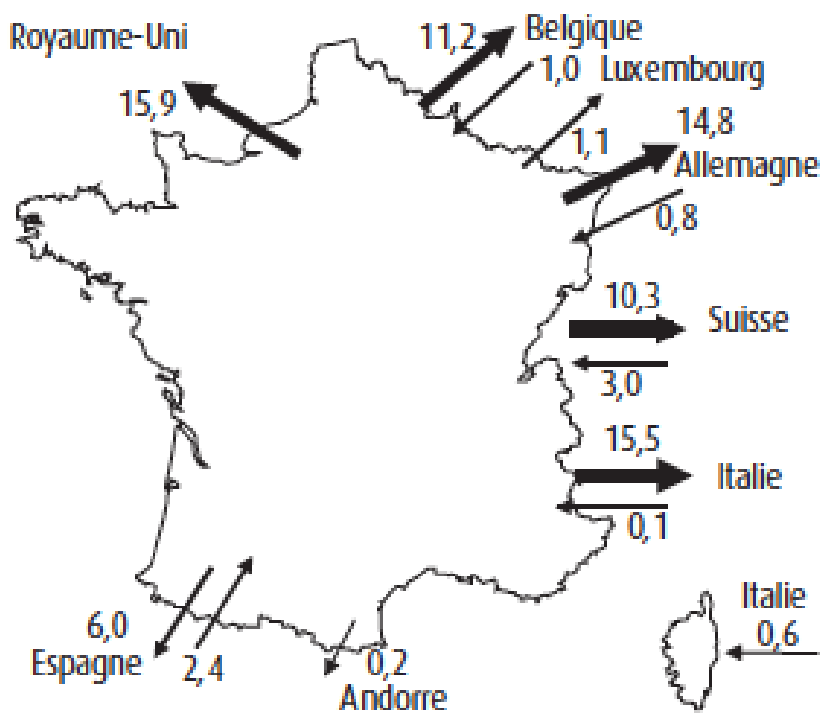 Royaume-Uni
15,9
11,2
Belgique
1,0
Luxembourg
1,1
14,8
Allemagne
0,8
10,3
Suisse
3,0
15,5
Italie
0,1
6,0
Espagne
2,4
0,2
Andorre
Italie
0,6